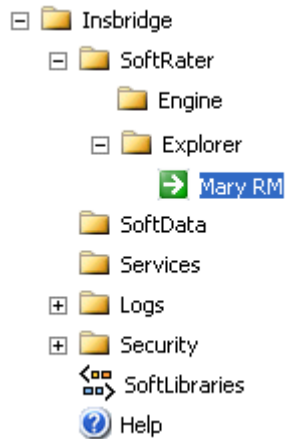 Insbridge
SoftRater
Engine
Explorer
Mary RM
SoftData
Services
Logs
Security
SoftLibraries
Help